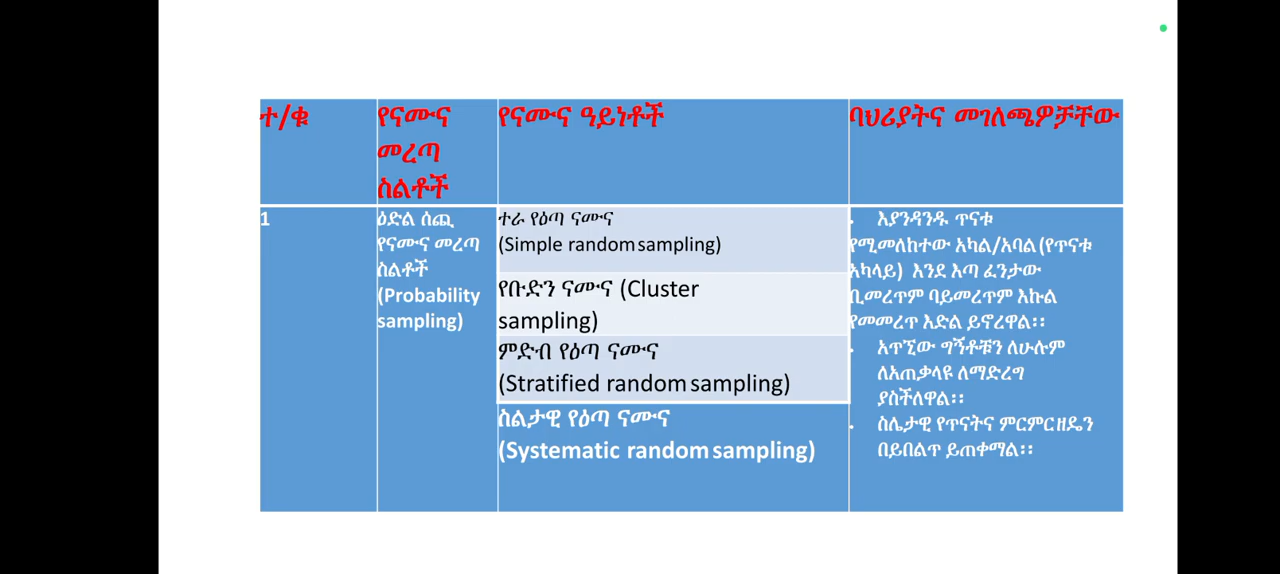 ተ/ቁ
የናሙና
መረጣ
ስልቶች
የናሙና ዓይነቶች
ባህሪያትና መገለጫዎቻቸው
1
ዕድል ሰጪ
የናሙና መረጣ
ስልቶች
(Probability
sampling)
ተራ የዕጣ ናሙና
(Simple random sampling)
የቡድን ናሙና (Cluster
sampling)
ምድብ የዕጣ ናሙና
(Stratified random sampling)
ስልታዊ የዕጣ ናሙና
(Systematic random sampling)
እያንዳንዱ ጥናቱ
የሚመለከተው አካል/አባል(የጥናቱ
አካላይ) እንደ እጣ ፈንታው
ቢመረጥም ባይመረጥም እኩል
የመመረጥ እድል ይኖረዋል፡፡
አጥኚው ግኝቶቹን ለሁሉም
ለአጠቃላዩ ለማድረግ
ያስችለዋል፡፡
ስሌታዊ የጥናትና ምርምር ዘዴን
በይበልጥ ይጠቀማል፡፡